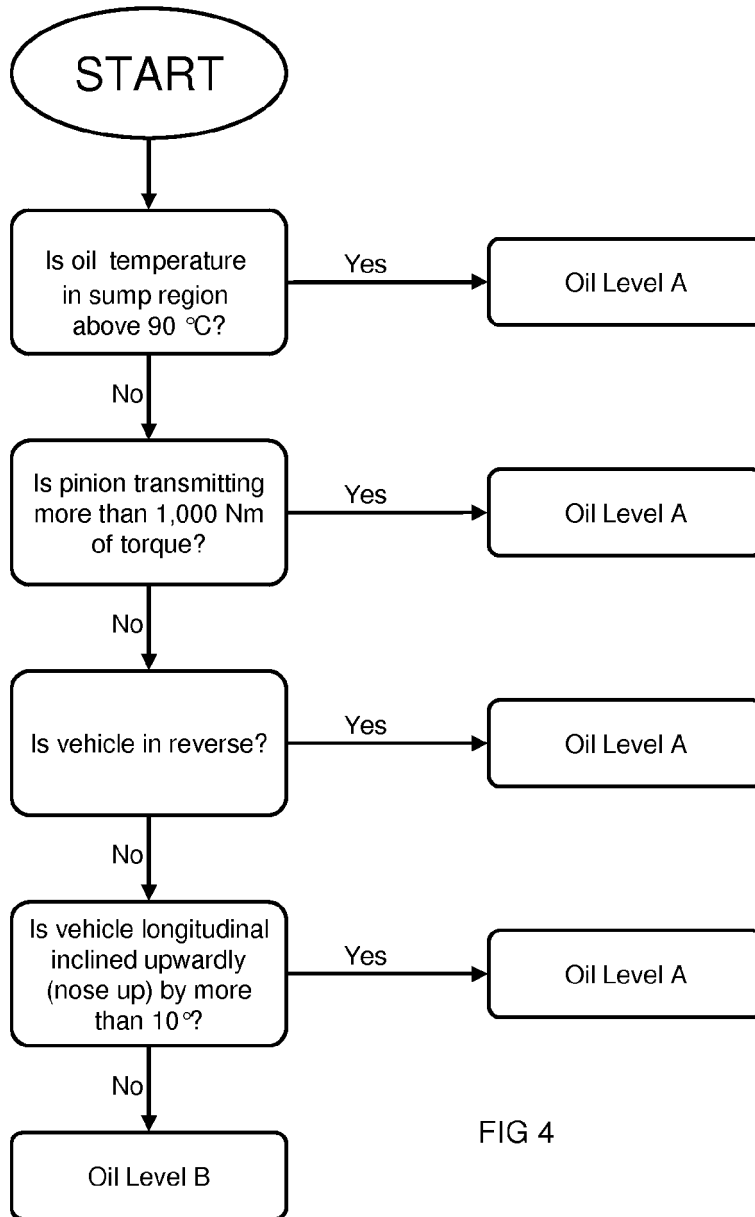 START
Is oil temperature
in sump region
above 90 °C?
Yes
Oil Level A
No
Is pinion transmitting
more than 1,000 Nm
of torque?
Yes
Oil Level A
No
Is vehicle in reverse?
Yes
Oil Level A
No
Is vehicle longitudinal
inclined upwardly
(nose up) by more
than 10°?
Yes
Oil Level A
No
Oil Level B
FIG 4